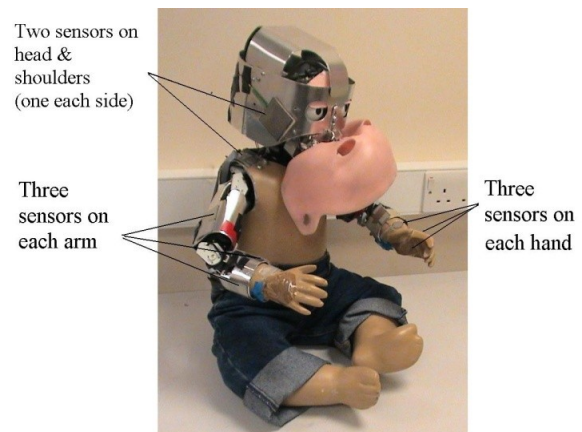 Two sensors on
head &
shoulders
(one each side)
Three
sensors on
each arm
Three
sensors on
each hand